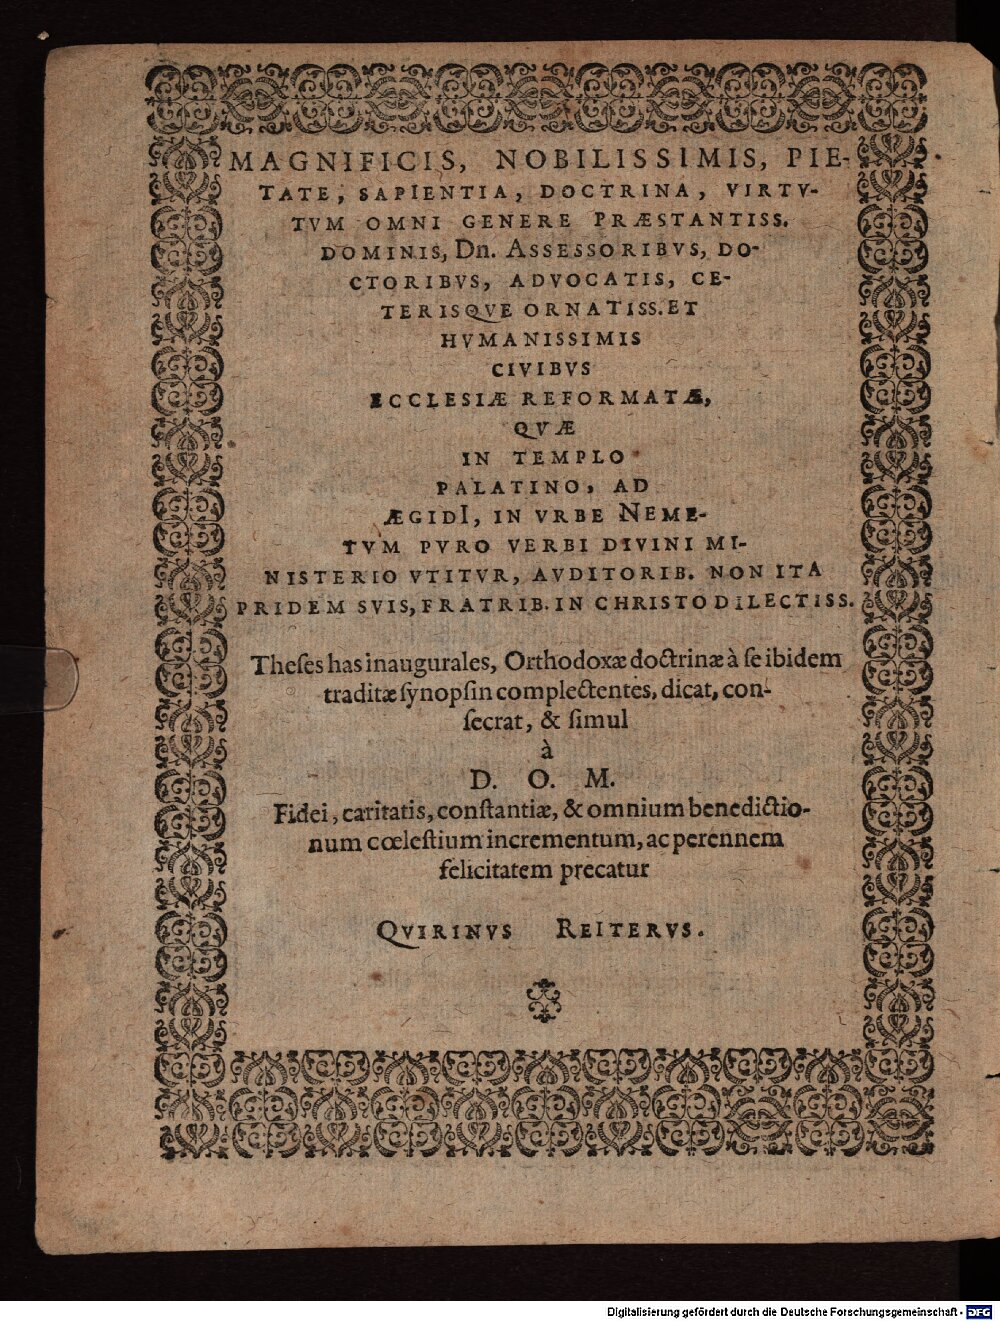 MAGNIFICIS, NOBILISSIMIS, PIE-
TATE, SAPIENTIA, DOCTRINA, VIRTV-
TVM OMNI GENERE PRÆSTANTISS.
DOMINIS, Dn. ASSESSORIBVS, DO-
CTORIBVS, ADVOCATIS, CE-
TERISQVE ORNATISS. ET
HVMANISSIMIS
CIVIBVS
ECCLESIÆ REFORMATÆ,
QVÆ
IN TEMPLO
PALATINO, AD
ÆGIDI, IN VRBE NEME-
TVM PVRO VERBI DIVINI MI-
NISTERIO VTITVR, AVDITORIB. NON ITA
PRIDEM SVIS, FRATRIB. IN CHRISTO DILECTISS.
Theſes has inaugurales, Orthodoxæ doctrinæ à ſe ibidem
traditæ ſynopſin complectentes, dicat, con-
ſecrat, & ſimul
à
D. O. M.
Fidei, caritatis, conſtantiæ, & omnium benedictio-
num cœleſtium incrementum, ac perennem
felicitatem precatur
QVIRINVS REITERVS.
Digitalisierung gefördert durch die Deutsche Forschungsgemeinschaft - DFG